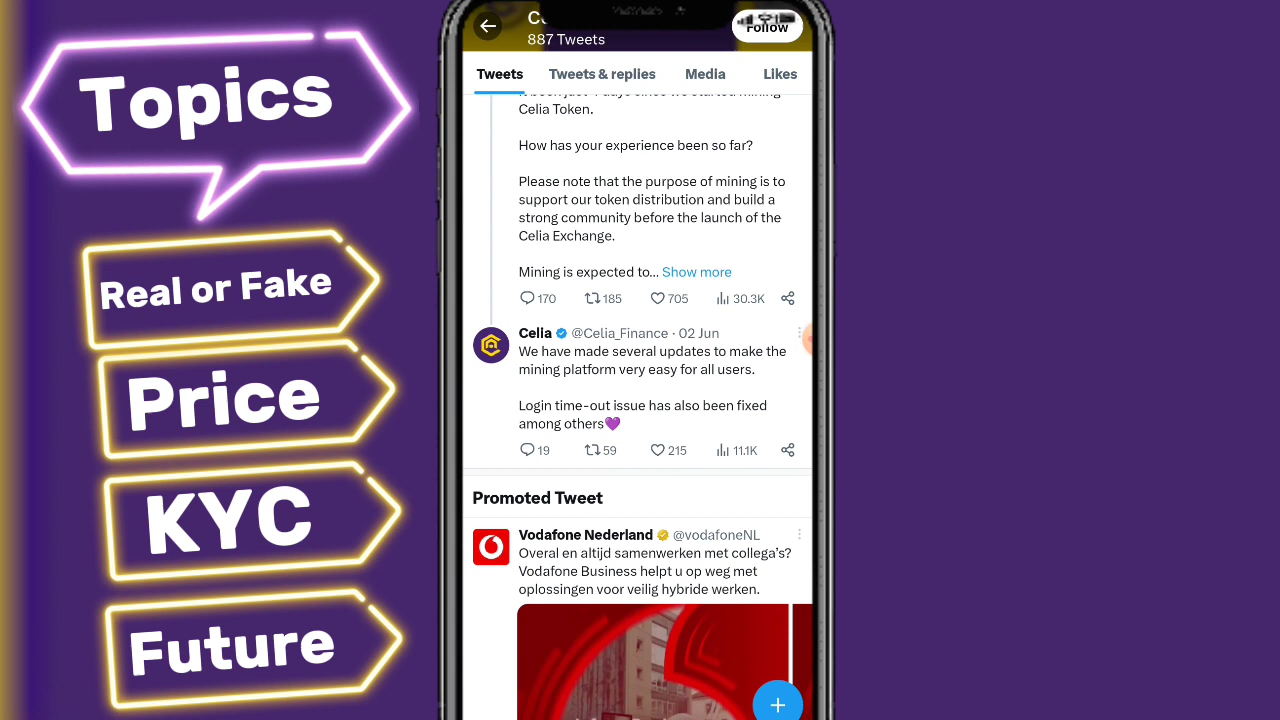 Topics
Real or Fake
Price
KYC
Future
887 Tweets
Follow
Tweets
Tweets & replies
Media
Likes
Celia Token.
How has your experience been so far?
Please note that the purpose of mining is to
support our token distribution and build a
strong community before the launch of the
Celia Exchange.
Mining is expected to... Show more
170
185
705
30.3K
Celia @Celia_Finance · 02 Jun
We have made several updates to make the
mining platform very easy for all users.
Login time-out issue has also been fixed
among others💜
19
59
215
11.1K
Promoted Tweet
Vodafone Nederland @vodafoneNL
Overal en altijd samenwerken met collega's?
Vodafone Business helpt u op weg met
oplossingen voor veilig hybride werken.